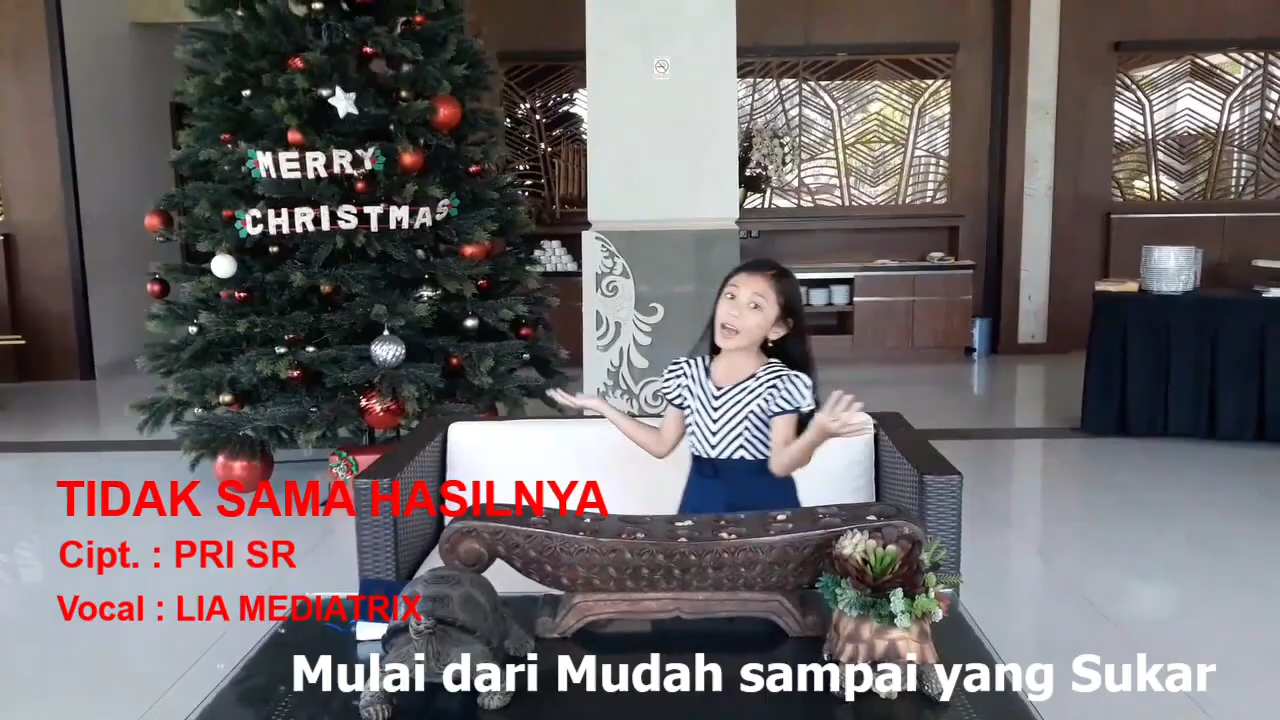 MERRY
CHRISTMAS
TIDAK SAMA HASILNYA
Cipt. : PRI SR
Vocal : LIA MEDIATRIX
Mulai dari Mudah sampai yang Sukar